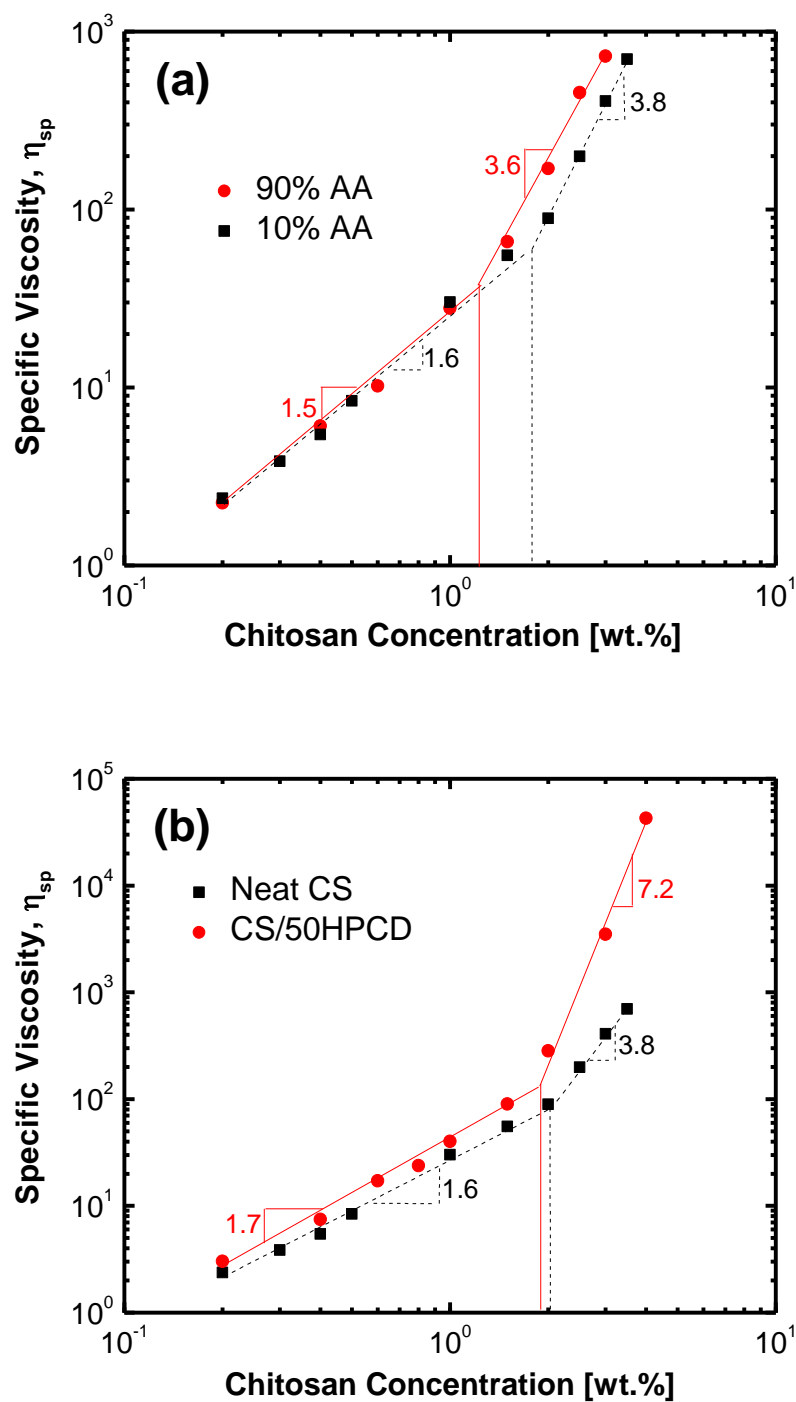 10³
(a)
3.8
3.6
90% AA
10% AA
10²
1.6
10¹
1.5
10⁰
10⁻¹ 10⁰ 10¹
Specific Viscosity, ηsp
Chitosan Concentration [wt.%]
10⁵
(b)
Neat CS
CS/50HPCD
7.2
10⁴
10³
3.8
10²
1.6
1.7
10¹
10⁰
10⁻¹ 10⁰ 10¹
Specific Viscosity, ηsp
Chitosan Concentration [wt.%]